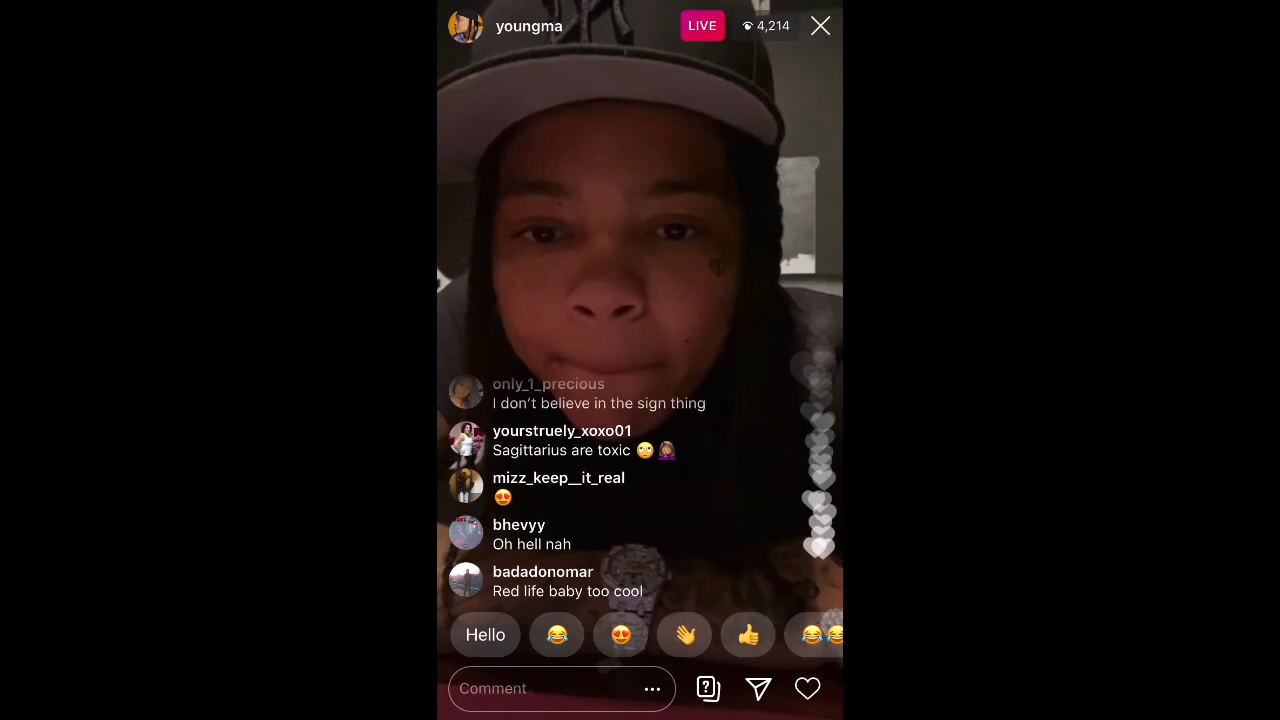 youngma
LIVE
4,214
only_1_precious
I don't believe in the sign thing
yourstruely_xoxo01
Sagittarius are toxic 🙄 🤦🏽‍♀️
mizz_keep__it_real
😍
bhevyy
Oh hell nah
badadonomar
Red life baby too cool
Hello 😂 😍 👋 👍 😂😂
Comment